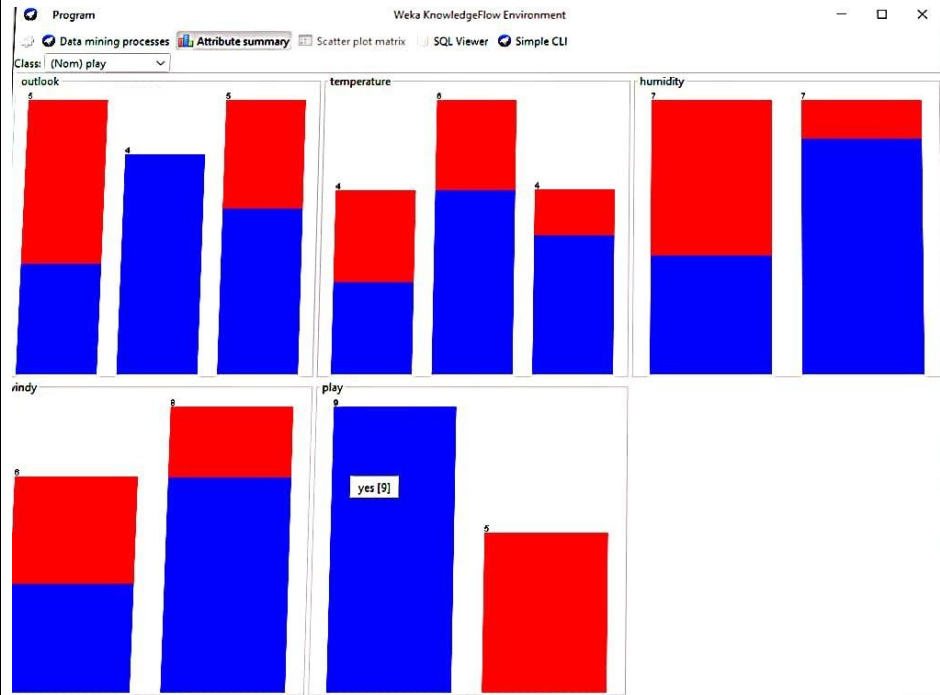 Program Weka KnowledgeFlow Environment
Data mining processes Attribute summary Scatter plot matrix SQL Viewer Simple CLI
Class: (Nom) play
outlook temperature humidity
5 4 5 4 6 4 7 7
vindy play
6 8 9 5
yes [9]